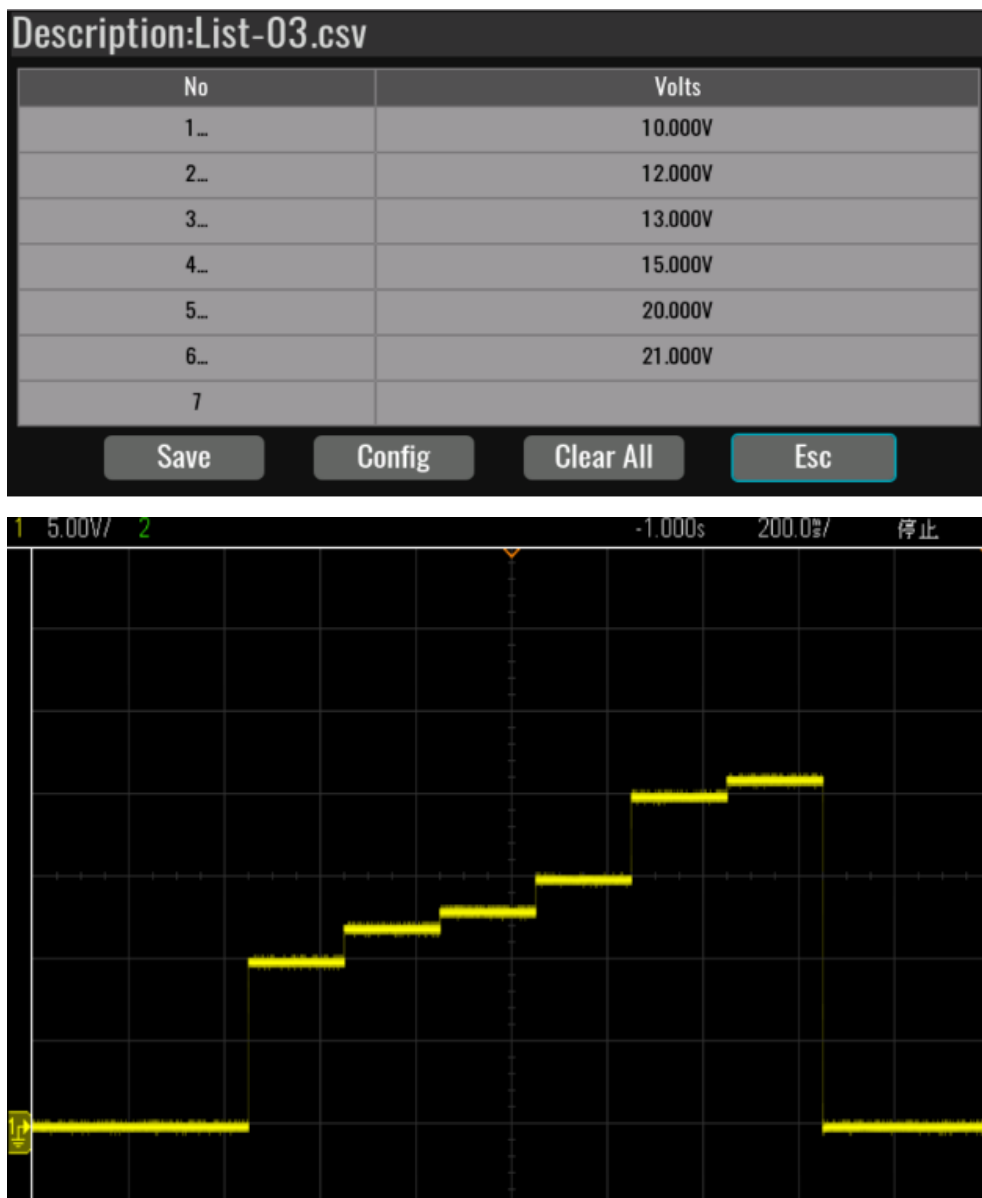 Description:List-03.csv
No Volts
1... 10.000V
2... 12.000V
3... 13.000V
4... 15.000V
5... 20.000V
6... 21.000V
7
Save Config Clear All Esc
1 5.00V/ 2 -1.000s 200.0ms/ 停止
1